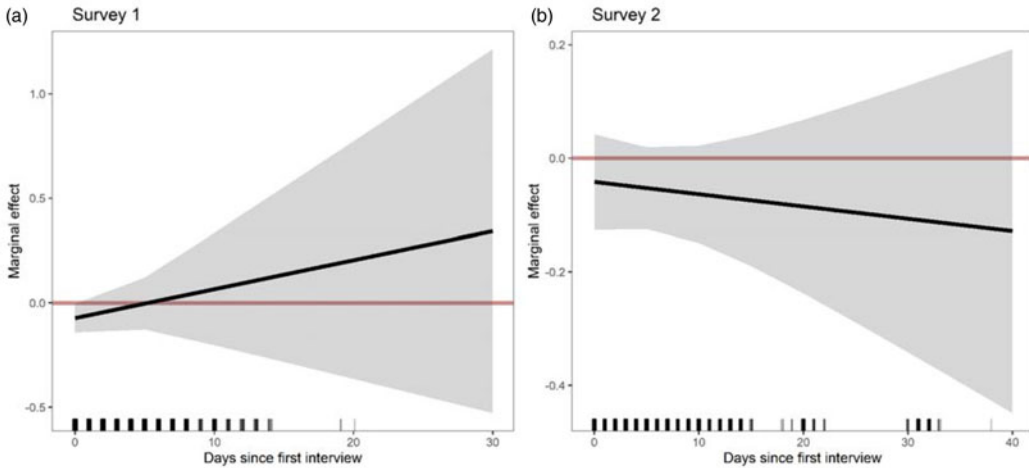 (a) Survey 1
Marginal effect
1.0
0.5
0.0
-0.5
0 10 20 30
Days since first interview
(b) Survey 2
Marginal effect
0.2
0.0
-0.2
-0.4
0 10 20 30 40
Days since first interview